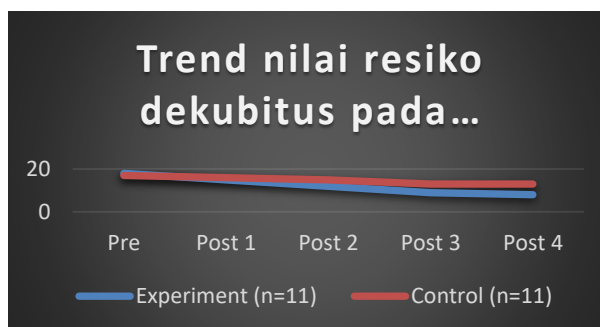 Trend nilai resiko
dekubitus pada…
20
0
Pre Post 1 Post 2 Post 3 Post 4
Experiment (n=11) Control (n=11)